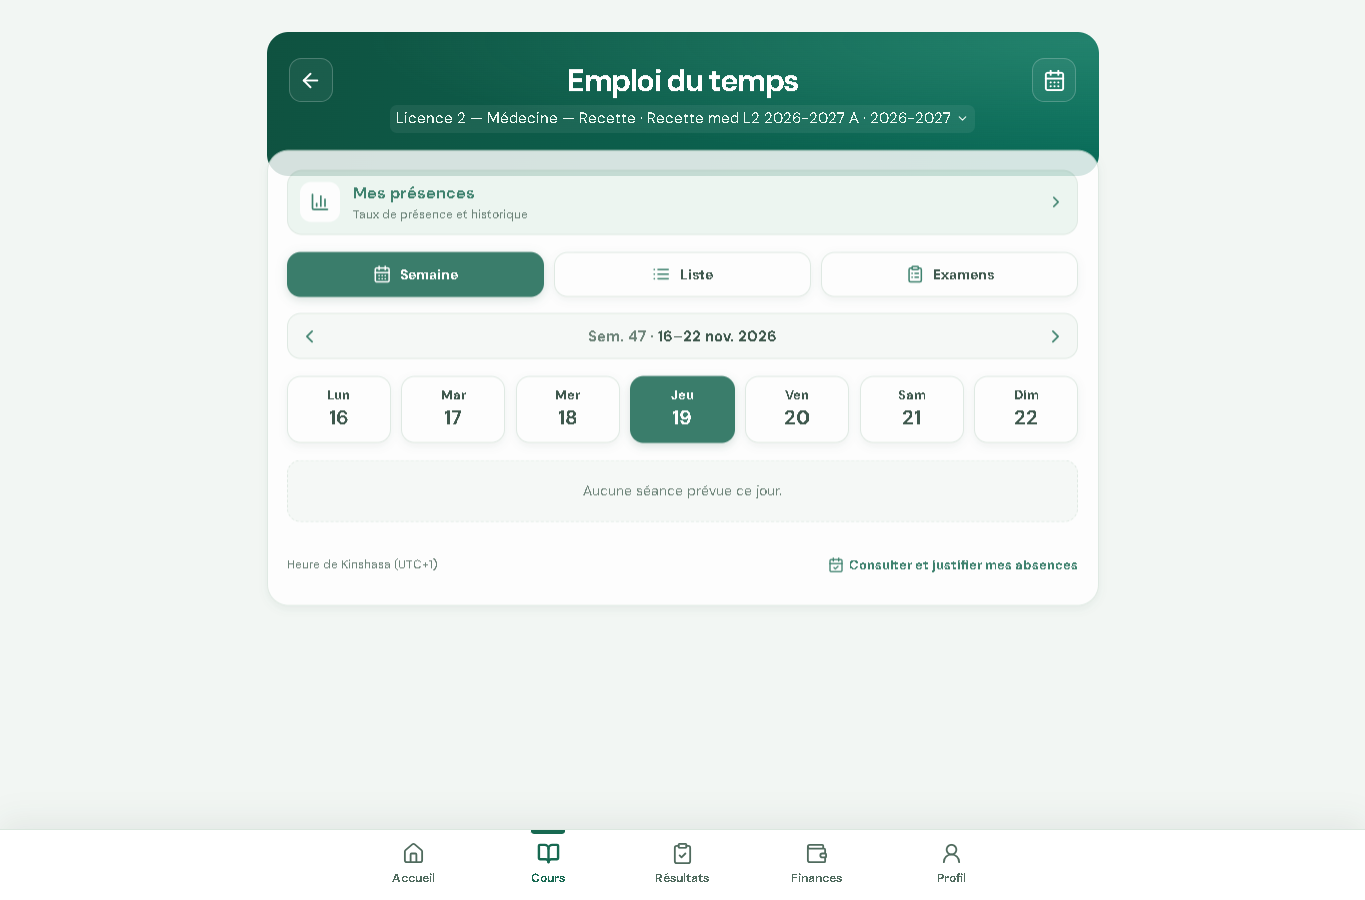 Emploi du temps
Licence 2 — Médecine — Recette · Recette med L2 2026-2027 A · 2026-2027
Mes présences
Taux de présence et historique
Semaine
Liste
Examens
Sem. 47 · 16–22 nov. 2026
Lun Mar Mer Jeu Ven Sam Dim
16 17 18 19 20 21 22
Aucune séance prévue ce jour.
Heure de Kinshasa (UTC+1)
Consulter et justifier mes absences
Accueil Cours Résultats Finances Profil